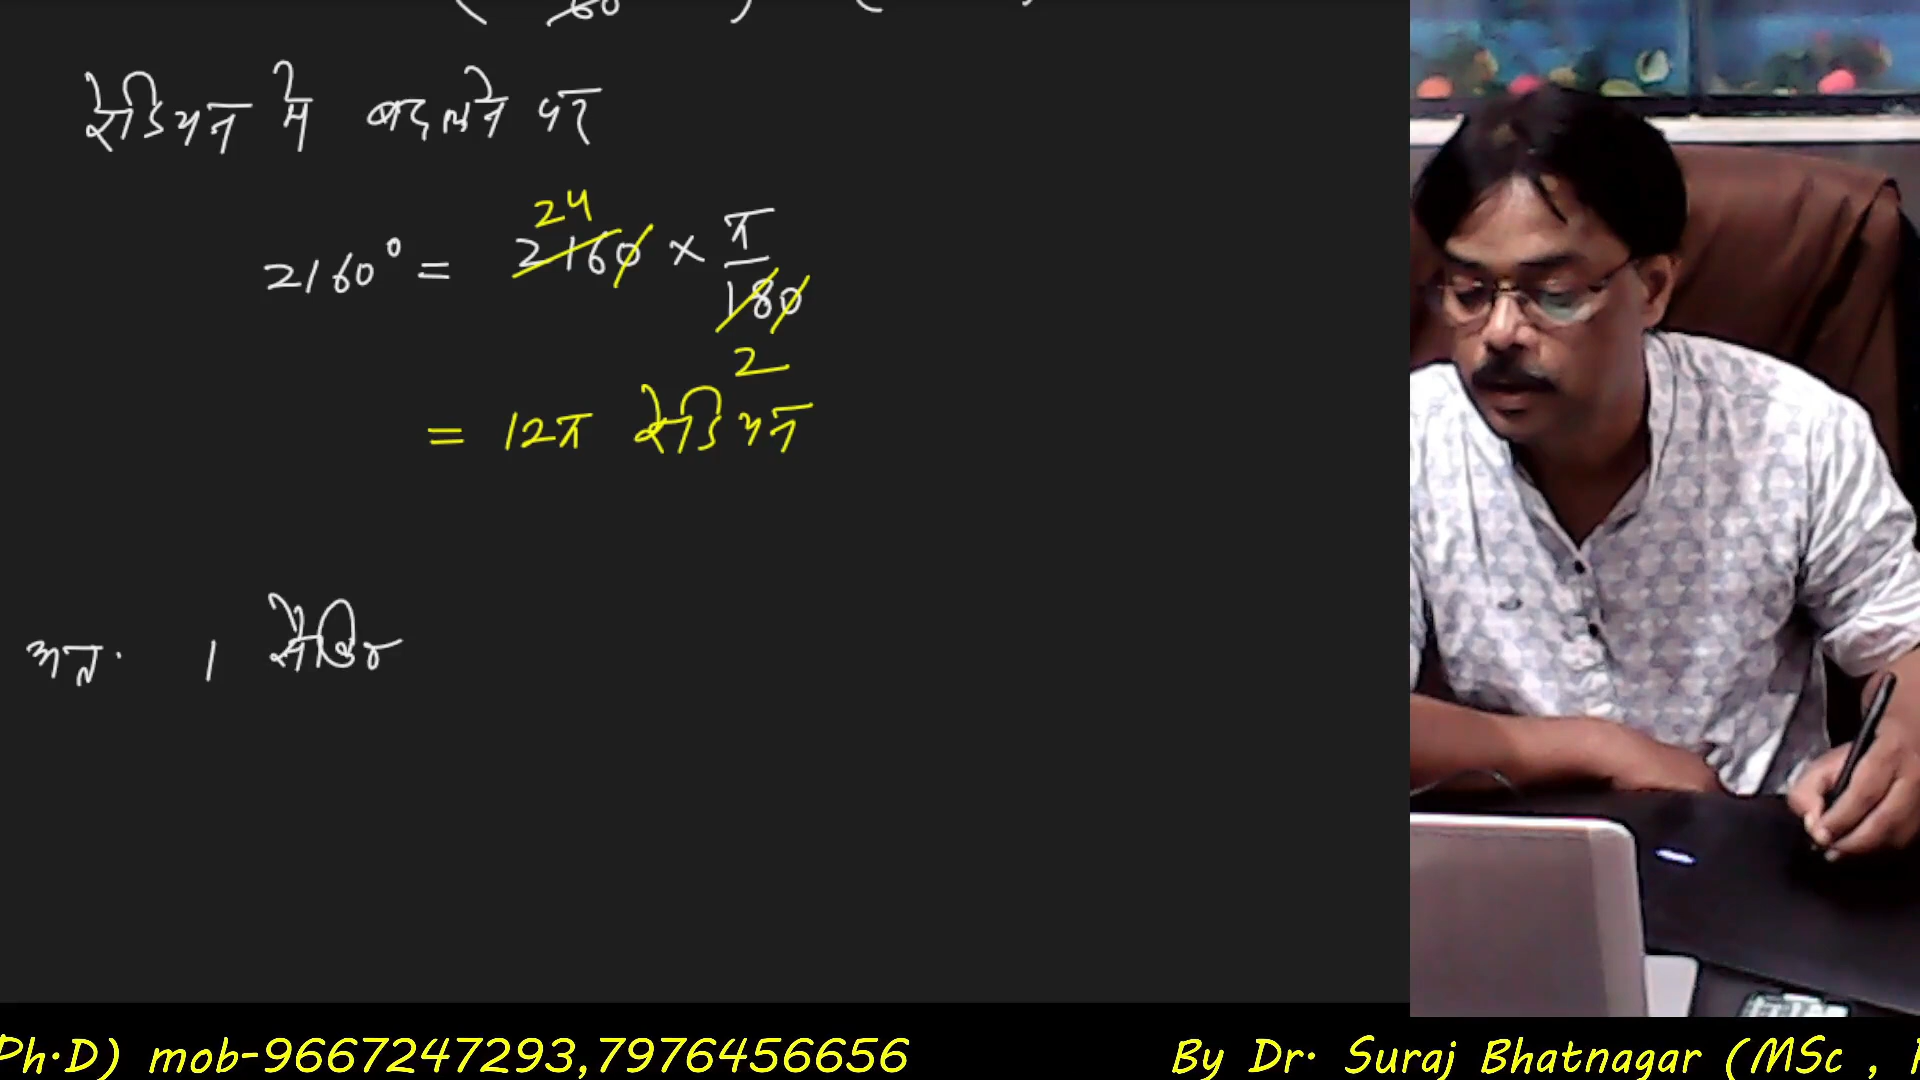 60
रेडियन में बदलने पर
24
2160° = 2160 × π/180
2
= 12π रेडियन
अतः 1 सेकि
Ph.D) mob-9667247293,7976456656 By Dr. Suraj Bhatnagar (MSc ,